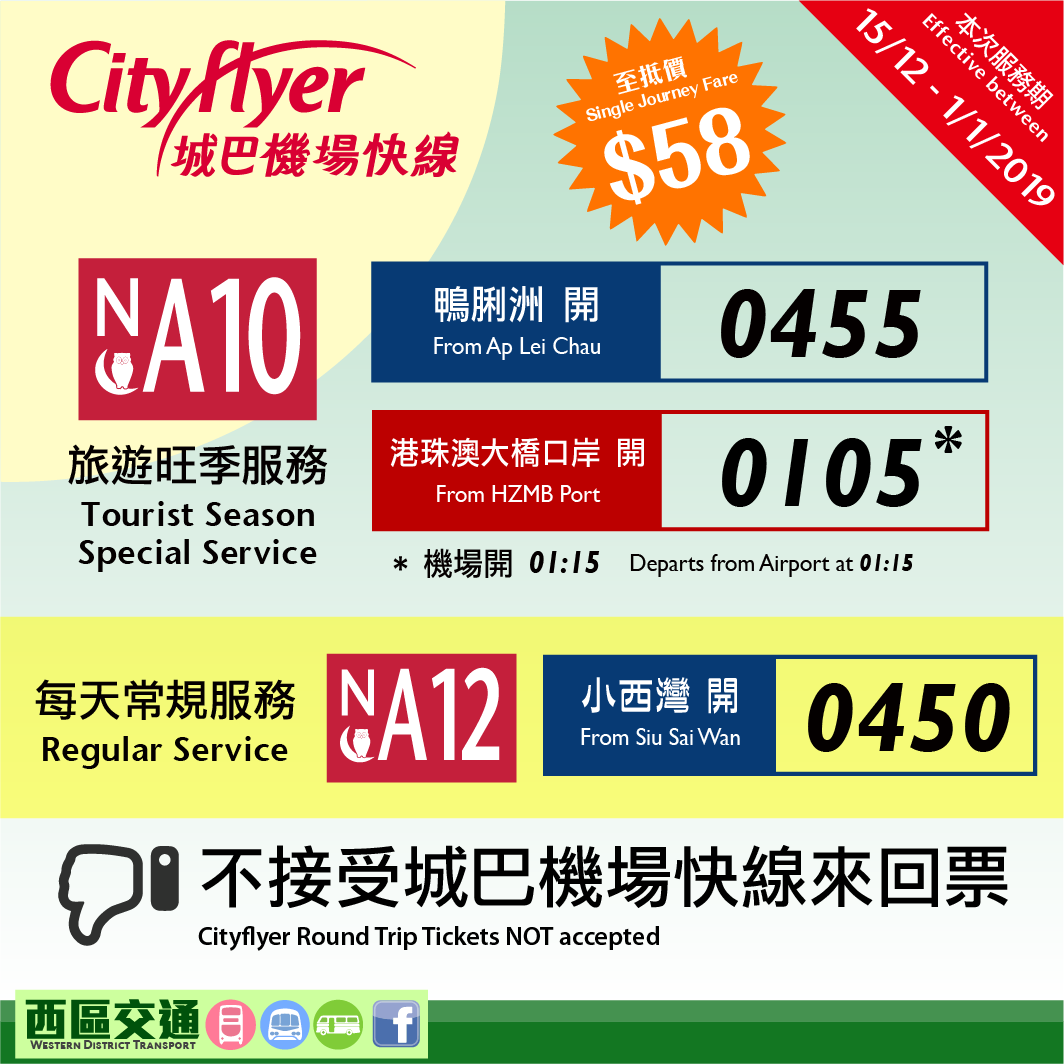 Cityflyer
城巴機場快線
至抵價
Single Journey Fare
$58
本次服務期
Effective between
15/12 - 1/1/2019
NA10
旅遊旺季服務
Tourist Season
Special Service
鴨脷洲 開
From Ap Lei Chau
0455
港珠澳大橋口岸 開
From HZMB Port
0105*
* 機場開 01:15 Departs from Airport at 01:15
每天常規服務
Regular Service
NA12
小西灣 開
From Siu Sai Wan
0450
不接受城巴機場快線來回票
Cityflyer Round Trip Tickets NOT accepted
西區交通
WESTERN DISTRICT TRANSPORT
f